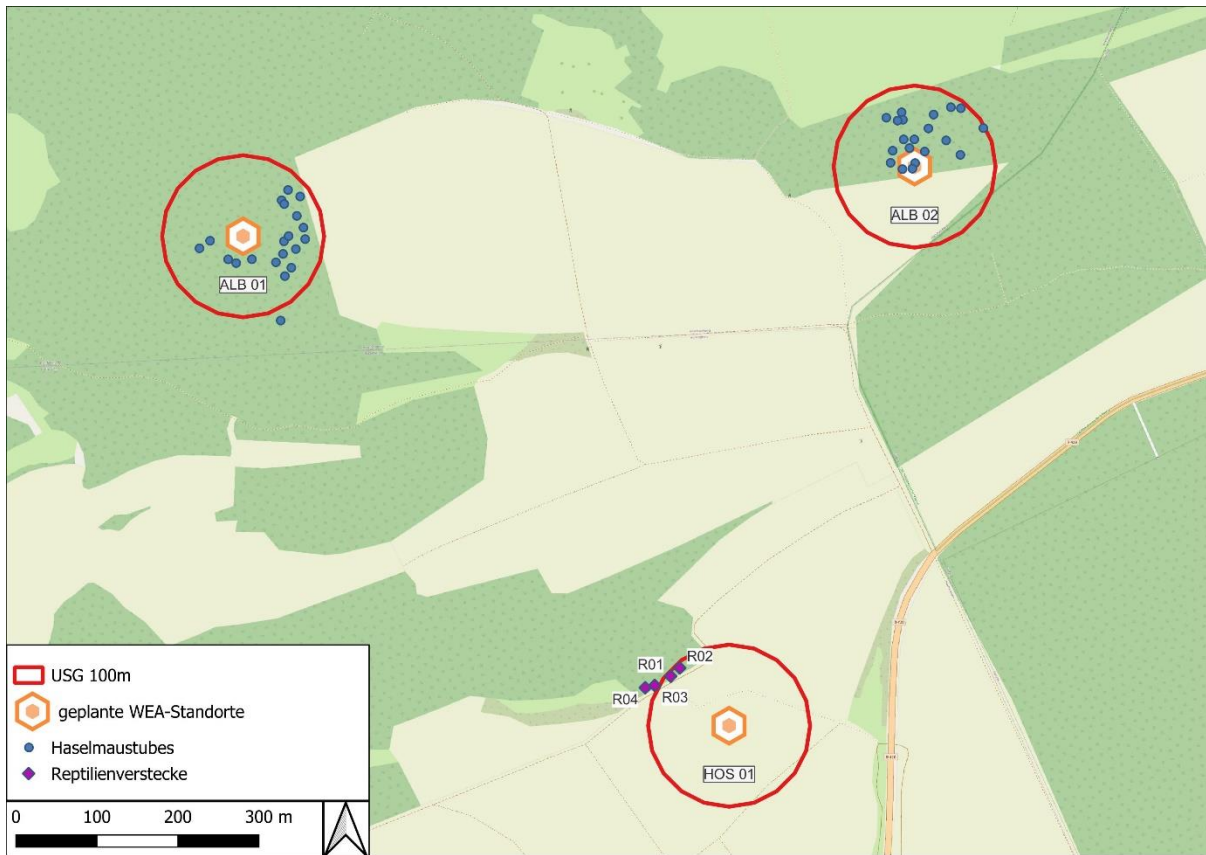 ALB 02
ALB 01
R01
R02
R04
R03
HOS 01
USG 100m
geplante WEA-Standorte
Haselmaustubes
Reptilienverstecke
0 100 200 300 m